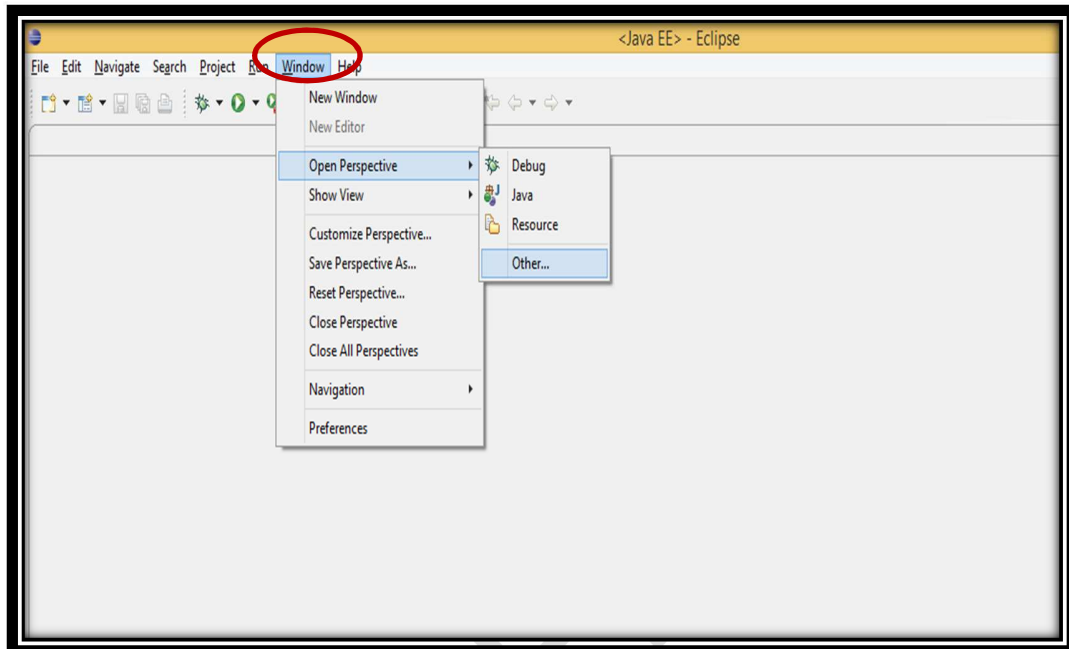 <Java EE> - Eclipse
File Edit Navigate Search Project Run Window Help
New Window
New Editor
Open Perspective
Show View
Customize Perspective...
Save Perspective As...
Reset Perspective...
Close Perspective
Close All Perspectives
Navigation
Preferences
Debug
Java
Resource
Other...